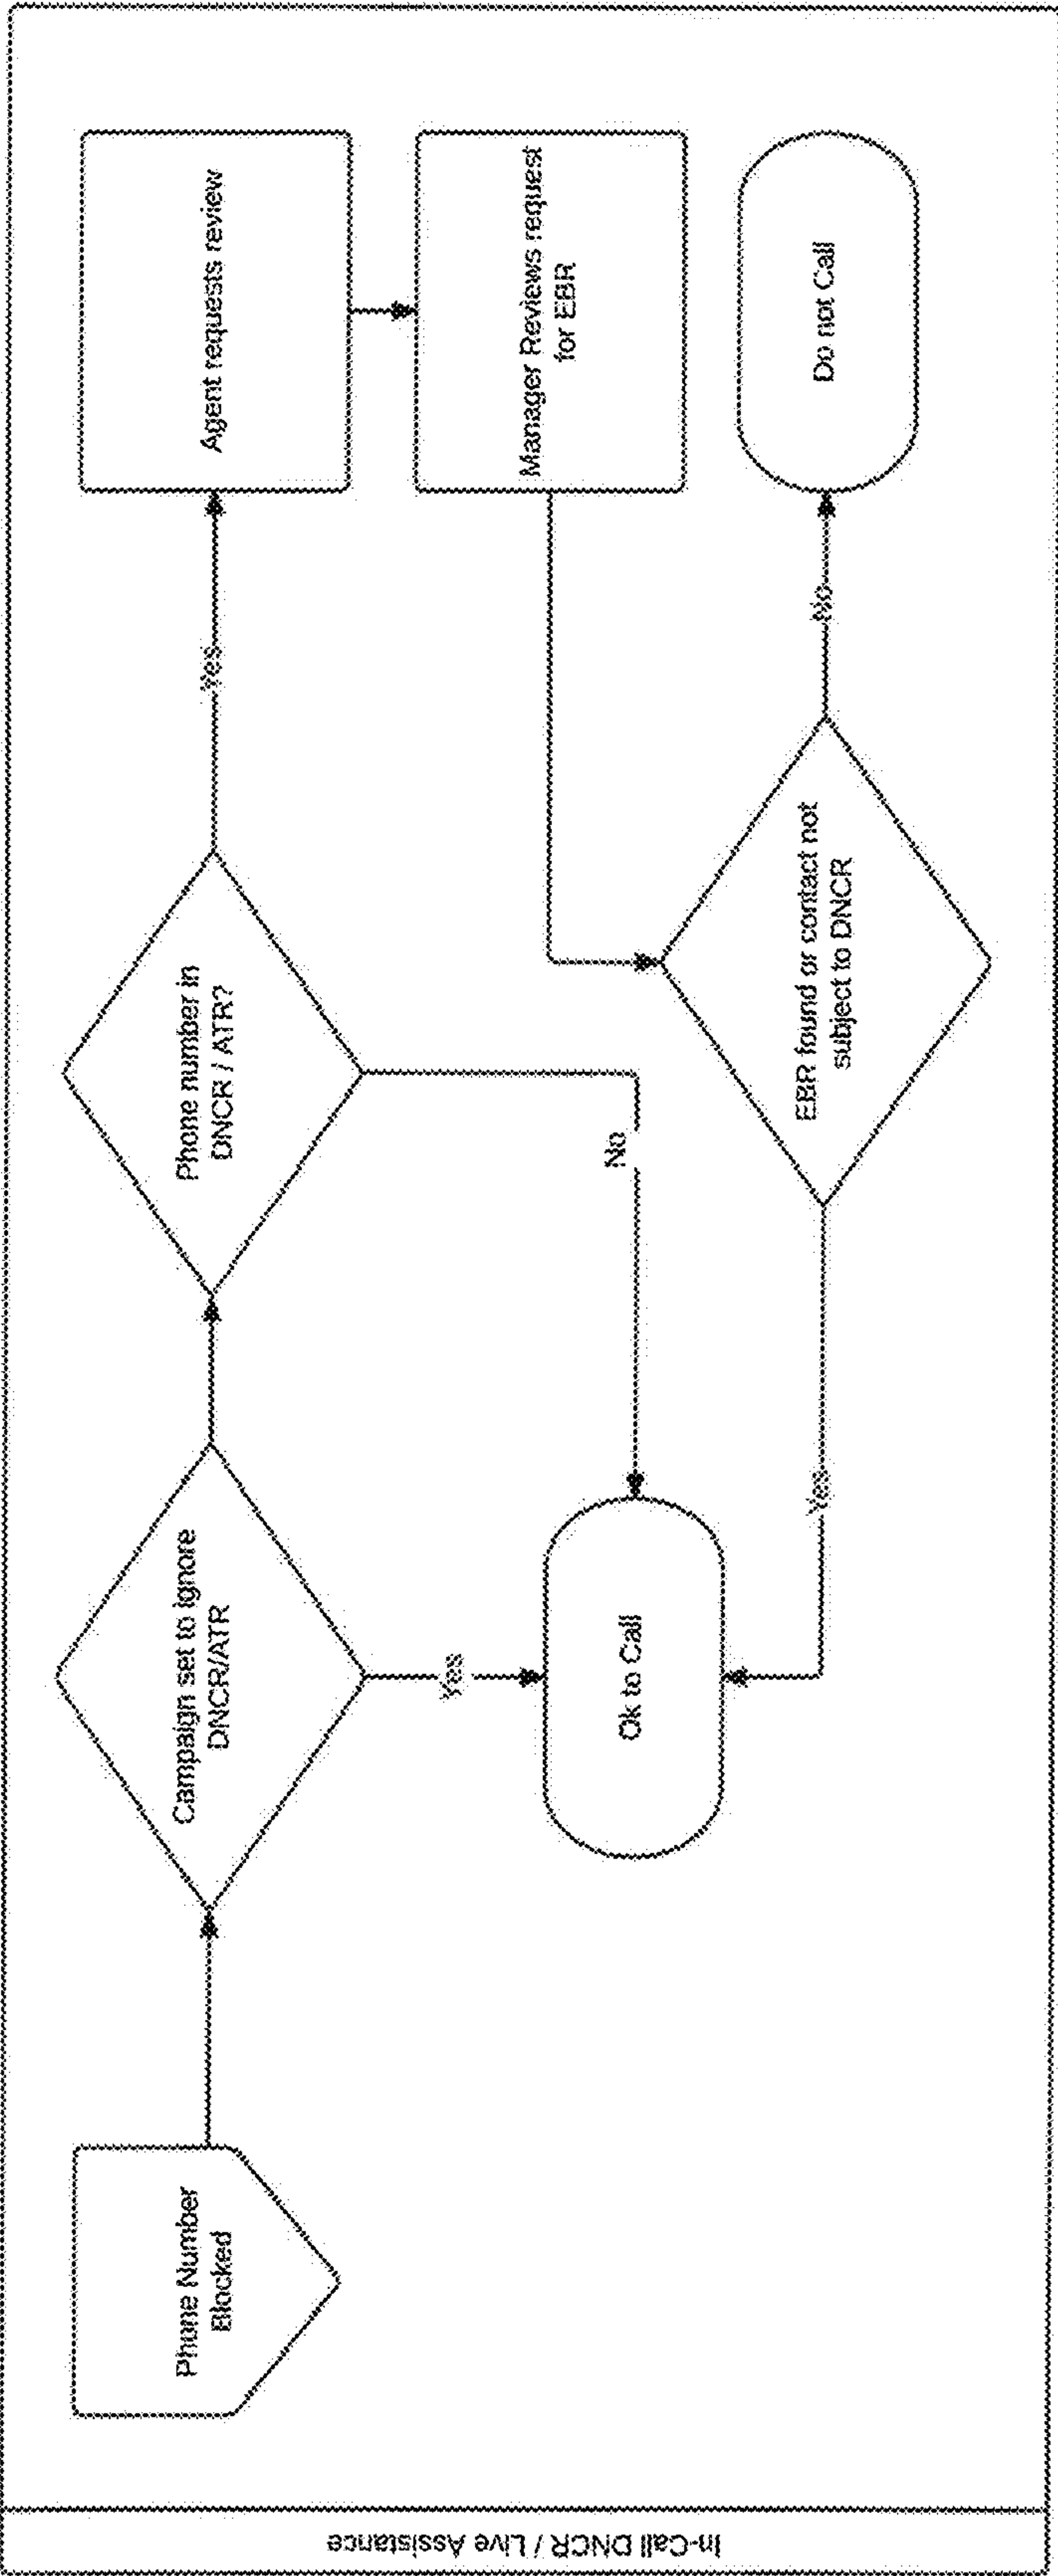 In-Call DNCR / Live Assistance
Phone Number
Blocked
Campaign set to ignore
DNCR/ATR
Yes
Phone number in
DNCR / ATR?
Yes
No
Agent requests review
Manager Reviews request
for EBR
Ok to Call
Yes
EBR found or contact not
subject to DNCR
No
Do not Call